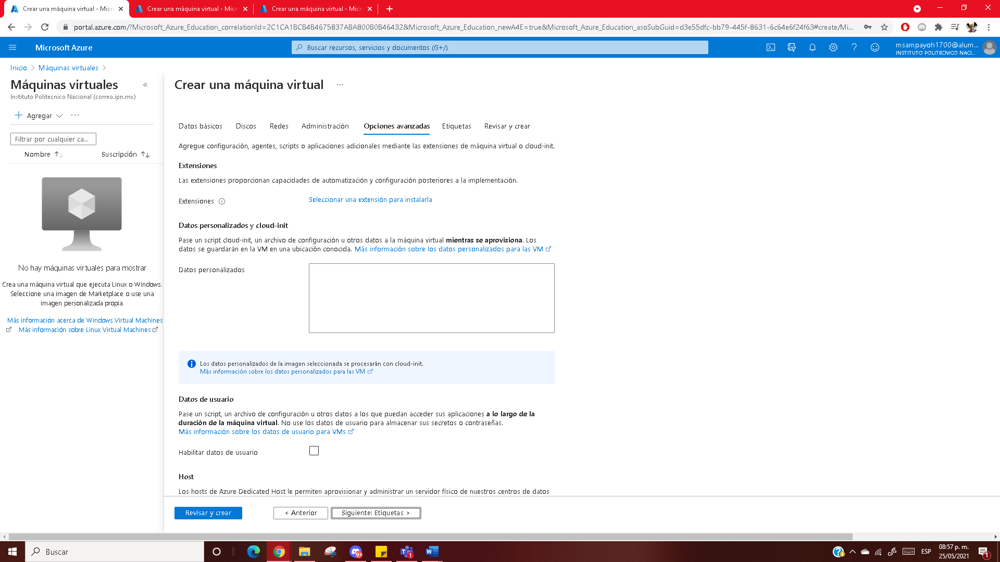 Crear una máquina virtual - Micr
Crear una máquina virtual - Micr
Crear una máquina virtual - Micr
portal.azure.com/?Microsoft_Azure_Education_correlationId=2C1CA1BCB4B4675837ABA800B0B46432&Microsoft_Azure_Education_newA4E=true&Microsoft_Azure_Education_asoSubGuid=d3e55dfc-bb79-445f-8631-6c64e6f24f63#create/Mi...
Microsoft Azure
Buscar recursos, servicios y documentos (G+/)
msampayoh1700@alum...
INSTITUTO POLITECNICO NACI...
Inicio
Máquinas virtuales
Máquinas virtuales
Instituto Politecnico Nacional (correo.ipn.mx)
Agregar
Filtrar por cualquier ca...
Nombre
Suscripción
No hay máquinas virtuales para mostrar
Crea una máquina virtual que ejecuta Linux o Windows.
Seleccione una imagen de Marketplace o use una
imagen personalizada propia.
Más información acerca de Windows Virtual Machines
Más información sobre Linux Virtual Machines
Crear una máquina virtual ...
Datos básicos Discos Redes Administración Opciones avanzadas Etiquetas Revisar y crear
Agregue configuración, agentes, scripts o aplicaciones adicionales mediante las extensiones de máquina virtual o cloud-init.
Extensiones
Las extensiones proporcionan capacidades de automatización y configuración posteriores a la implementación.
Extensiones
Seleccionar una extensión para instalarla
Datos personalizados y cloud-init
Pase un script cloud-init, un archivo de configuración u otros datos a la máquina virtual mientras se aprovisiona. Los
datos se guardarán en la VM en una ubicación conocida. Más información sobre los datos personalizados para las VM
Datos personalizados
Los datos personalizados de la imagen seleccionada se procesarán con cloud-init.
Más información sobre los datos personalizados para las VM
Datos de usuario
Pase un script, un archivo de configuración u otros datos a los que puedan acceder sus aplicaciones a lo largo de la
duración de la máquina virtual. No use los datos de usuario para almacenar sus secretos o contraseñas.
Más información sobre los datos de usuario para VMs
Habilitar datos de usuario
Host
Los hosts de Azure Dedicated Host le permiten aprovisionar y administrar un servidor físico de nuestros centros de datos
Revisar y crear
< Anterior
Siguiente: Etiquetas >
Buscar
9+
1
ESP
08:57 p. m.
25/05/2021
1